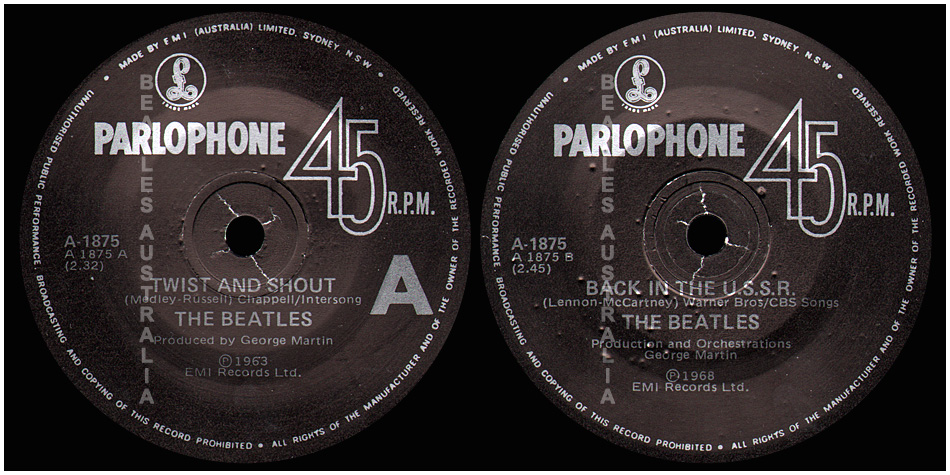 MADE BY EMI (AUSTRALIA) LIMITED, SYDNEY, N.S.W.
UNAUTHORISED PUBLIC PERFORMANCE, BROADCASTING AND COPYING OF THIS RECORD PROHIBITED • ALL RIGHTS OF THE MANUFACTURER AND OF THE OWNER OF THE RECORDED WORK RESERVED
£
TRADE MARK
PARLOPHONE
45 R.P.M.
A-1875
A 1875 A
(2.32)
A
TWIST AND SHOUT
(Medley-Russell) Chappell/Intersong
THE BEATLES
Produced by George Martin
Ⓟ1963
EMI Records Ltd.
BEATLES AUSTRALIA
MADE BY EMI (AUSTRALIA) LIMITED, SYDNEY, N.S.W.
UNAUTHORISED PUBLIC PERFORMANCE, BROADCASTING AND COPYING OF THIS RECORD PROHIBITED • ALL RIGHTS OF THE MANUFACTURER AND OF THE OWNER OF THE RECORDED WORK RESERVED
£
TRADE MARK
PARLOPHONE
45 R.P.M.
A-1875
A 1875 B
(2.45)
BACK IN THE U.S.S.R.
(Lennon-McCartney) Warner Bros/CBS Songs
THE BEATLES
Production and Orchestrations
George Martin
Ⓟ1968
EMI Records Ltd.
BEATLES AUSTRALIA